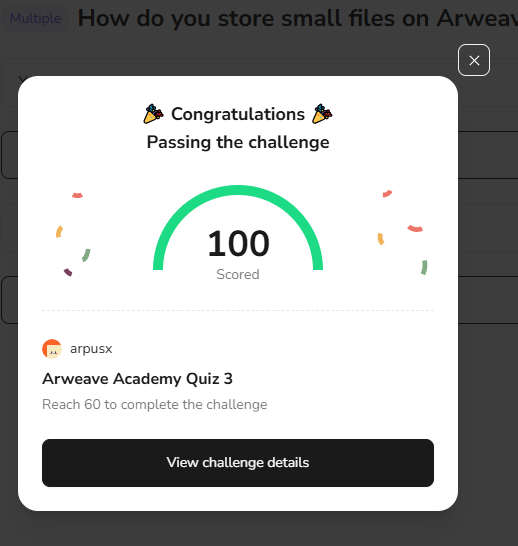 Multiple How do you store small files on Arweav
Congratulations
Passing the challenge
100
Scored
arpusx
Arweave Academy Quiz 3
Reach 60 to complete the challenge
View challenge details